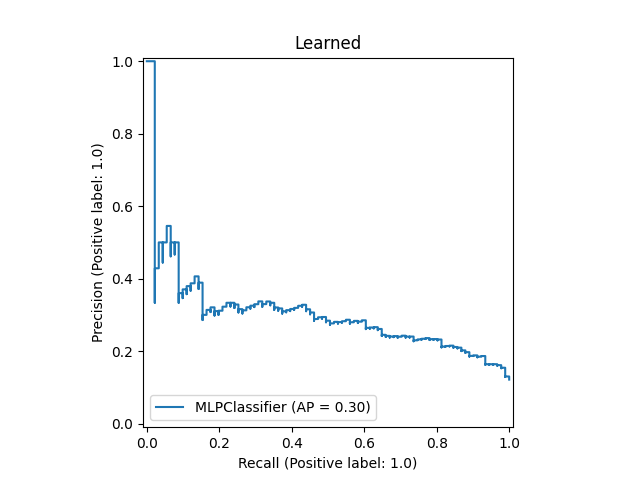 Learned
Precision (Positive label: 1.0)
1.0
0.8
0.6
0.4
0.2
0.0
MLPClassifier (AP = 0.30)
0.0 0.2 0.4 0.6 0.8 1.0
Recall (Positive label: 1.0)